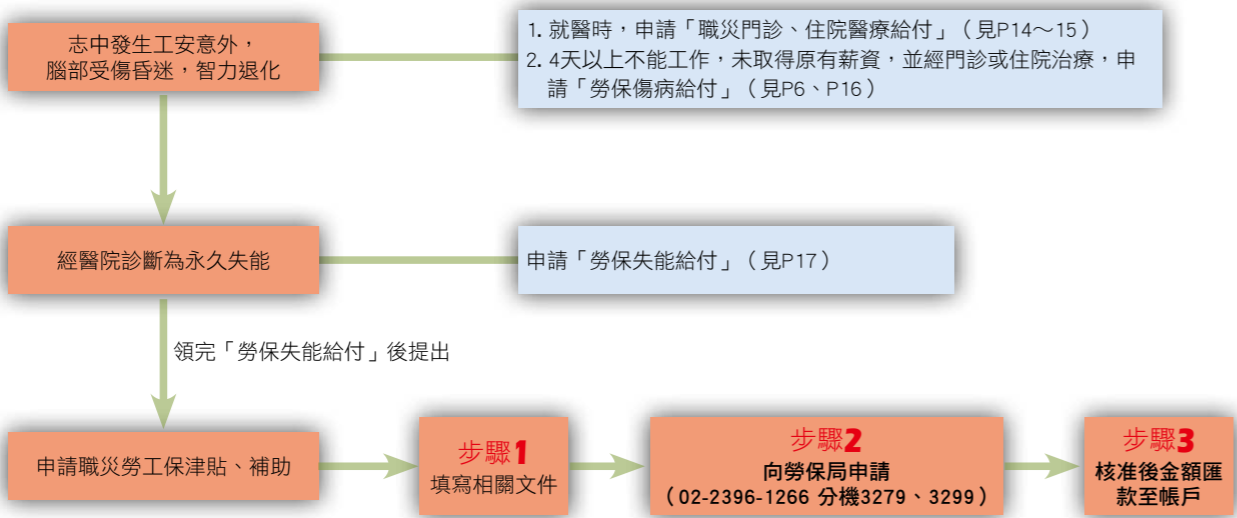 志中發生工安意外，
腦部受傷昏迷，智力退化
1. 就醫時，申請「職災門診、住院醫療給付」（見P14～15）
2. 4天以上不能工作，未取得原有薪資，並經門診或住院治療，申
請「勞保傷病給付」（見P6、P16）
經醫院診斷為永久失能
申請「勞保失能給付」（見P17）
領完「勞保失能給付」後提出
申請職災勞工保津貼、補助
步驟1
填寫相關文件
步驟2
向勞保局申請
（02-2396-1266 分機3279、3299）
步驟3
核准後金額匯
款至帳戶